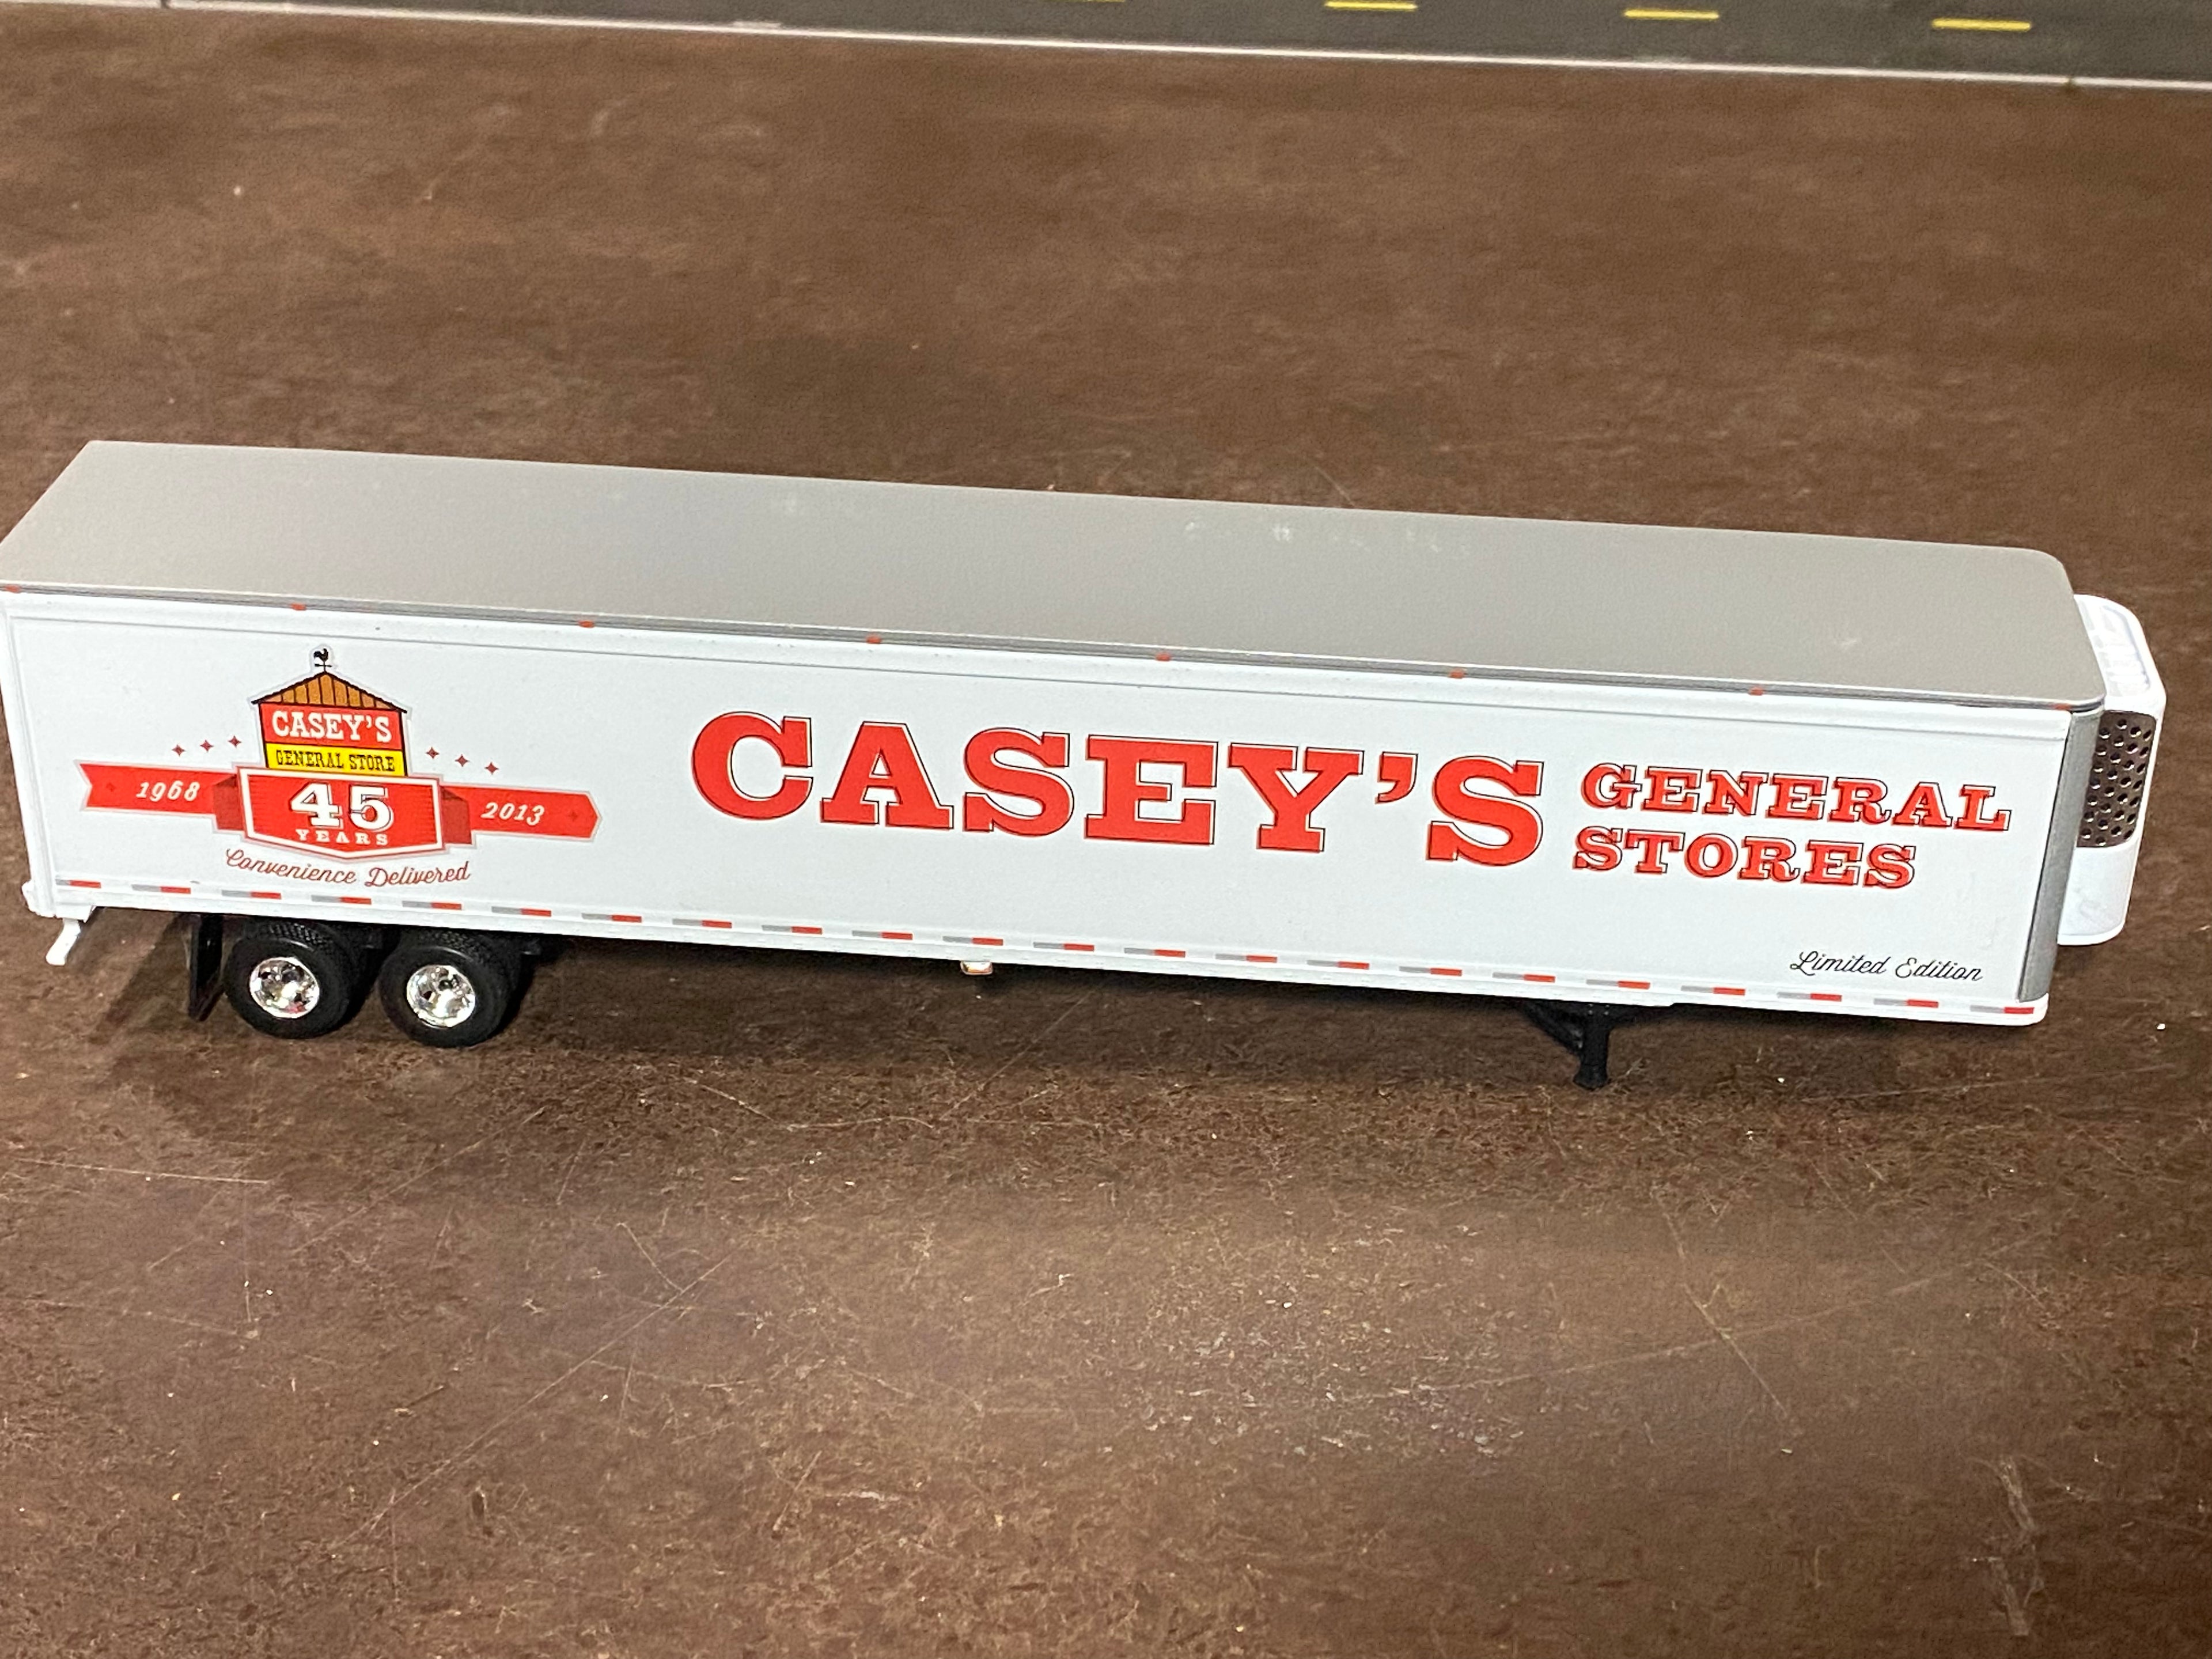 CASEY'S
GENERAL STORE
1968
45
YEARS
2013
Convenience Delivered
CASEY'S
GENERAL
STORES
Limited Edition